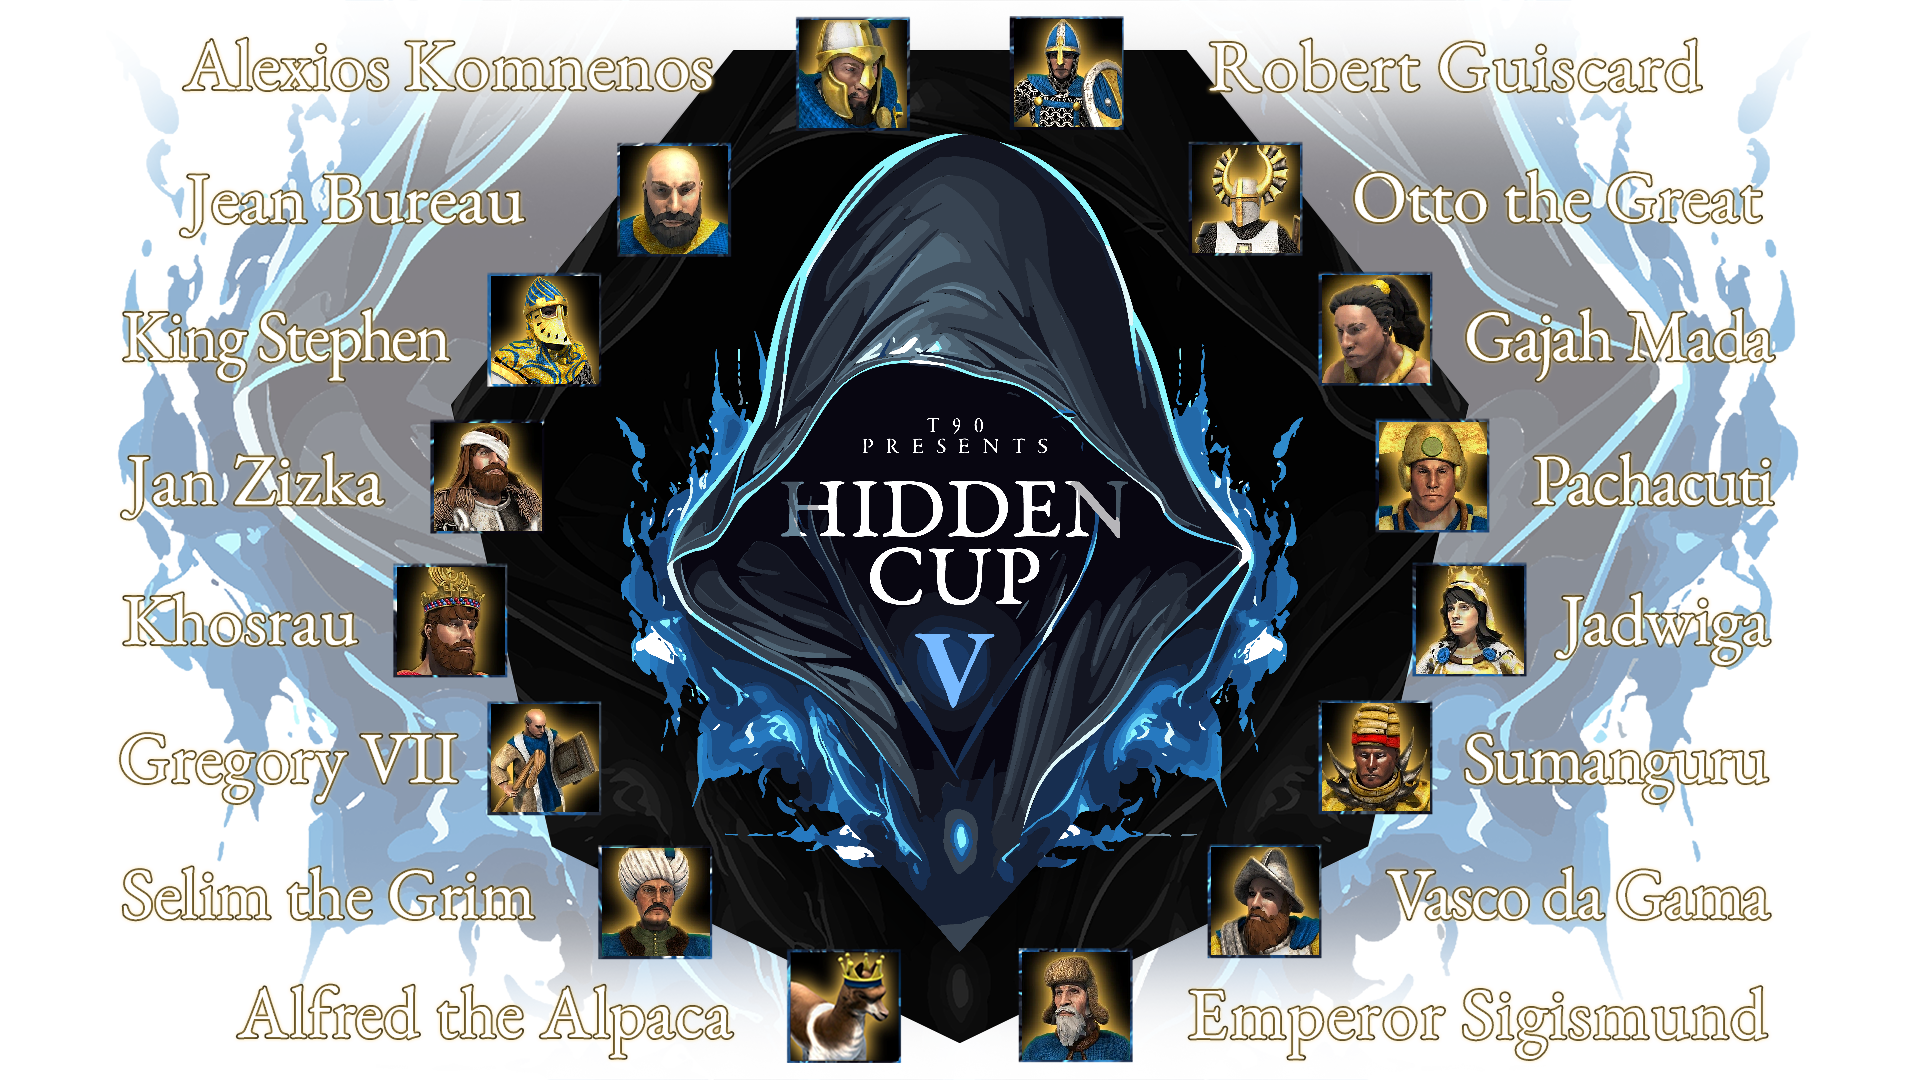 Alexios Komnenos
Robert Guiscard
Jean Bureau
Otto the Great
King Stephen
Gajah Mada
T90
PRESENTS
HIDDEN
CUP
V
Jan Zizka
Pachacuti
Khosrau
Jadwiga
Gregory VII
Sumanguru
Selim the Grim
Vasco da Gama
Alfred the Alpaca
Emperor Sigismund